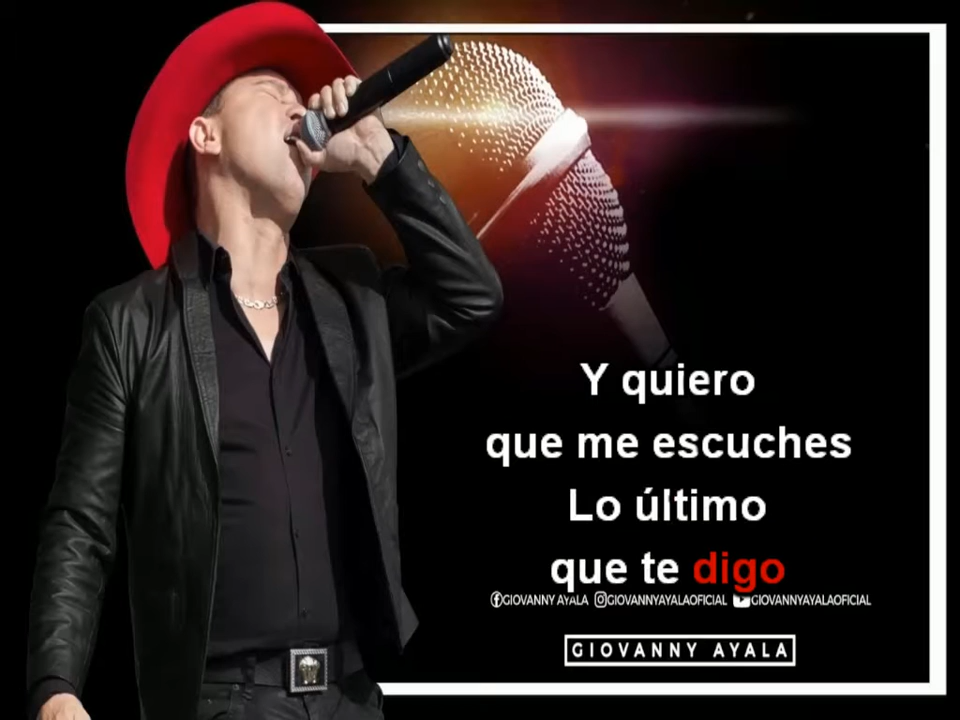 Y quiero
que me escuches
Lo último
que te digo
GIOVANNY AYALA GIOVANNYAYALAOFICIAL GIOVANNYAYALAOFICIAL
GIOVANNY AYALA